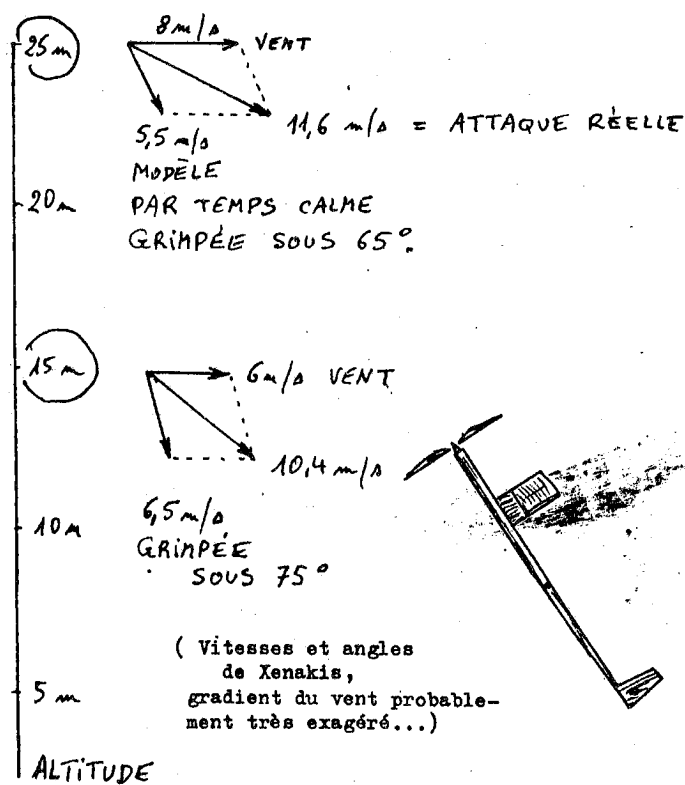 8 m/s
25 m
VENT
11,6 m/s = ATTAQUE RÉELLE
5,5 m/s
MODÈLE
20 m
PAR TEMPS CALME
GRIMPÉE SOUS 65°.
15 m
6 m/s VENT
10,4 m/s
6,5 m/s
10 m
GRIMPÉE
SOUS 75°
( Vitesses et angles
de Xenakis,
gradient du vent probable-
ment très exagéré...)
5 m
ALTITUDE